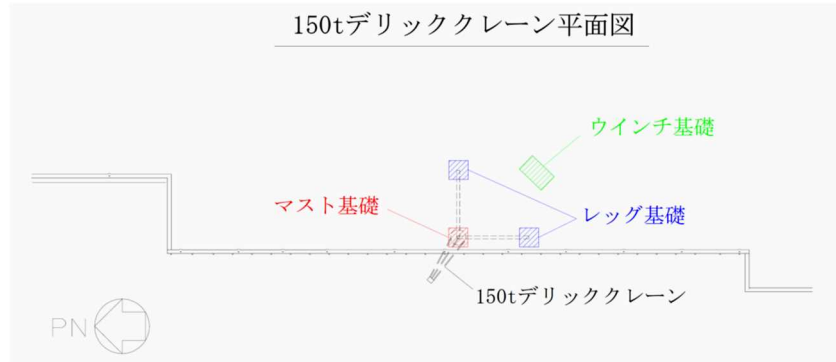 150tデリッククレーン平面図
ウインチ基礎
マスト基礎
レッグ基礎
150tデリッククレーン
PN